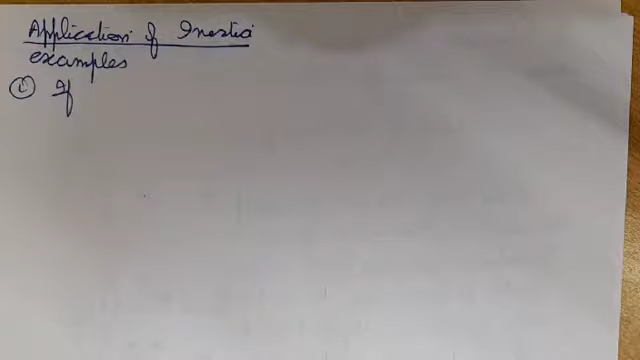 Application of Inertia
examples
① If